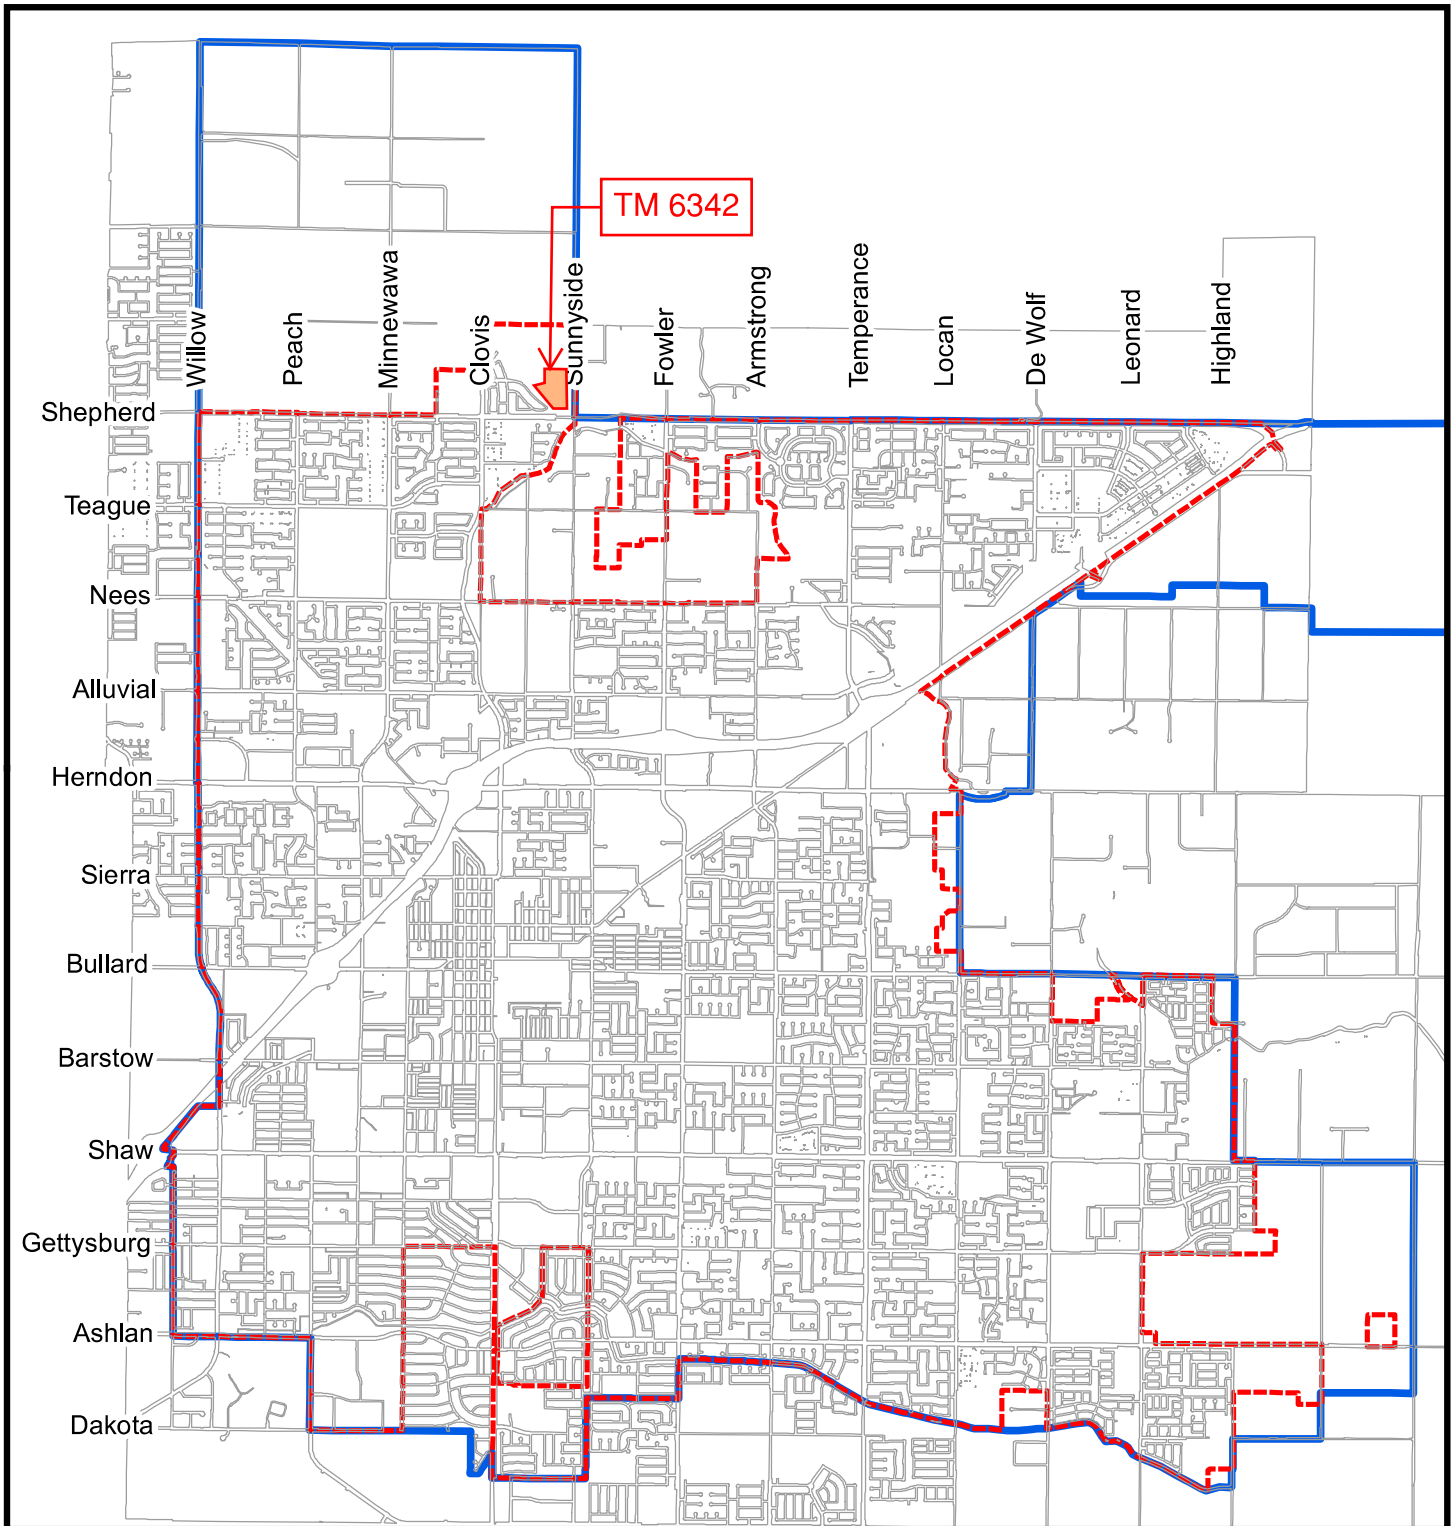 TM 6342
Willow
Peach
Minnewawa
Clovis
Sunnyside
Fowler
Armstrong
Temperance
Locan
De Wolf
Leonard
Highland
Shepherd
Teague
Nees
Alluvial
Herndon
Sierra
Bullard
Barstow
Shaw
Gettysburg
Ashlan
Dakota